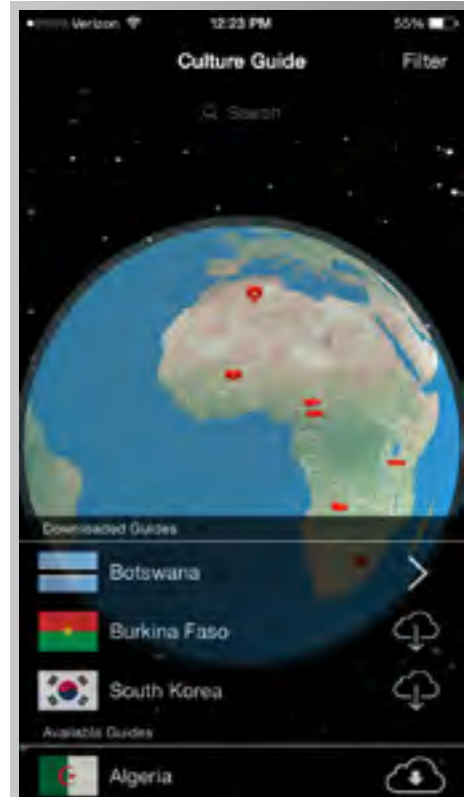 Verizon 12:23 PM 55%
Culture Guide Filter
Search
Downloaded Guides
Botswana
Burkina Faso
South Korea
Available Guides
Algeria